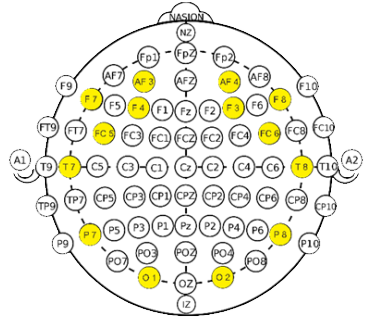 NASION
NZ
Fp1 FpZ Fp2
AF7 AF3 AFZ AF4 AF8
F9 F7 F5 F4 F1 Fz F2 F3 F6 F8 F10
FT9 FT7 FC5 FC3 FC1 FCZ FC2 FC4 FC6 FC8 FC10
A1 T9 T7 C5 C3 C1 Cz C2 C4 C6 T8 T10 A2
TP9 TP7 CP5 CP3 CP1 CPZ CP2 CP4 CP6 CP8 CP10
P9 P7 P5 P3 P1 Pz P2 P4 P6 P8 P10
PO7 PO3 POZ PO4 PO8
O1 OZ O2
IZ